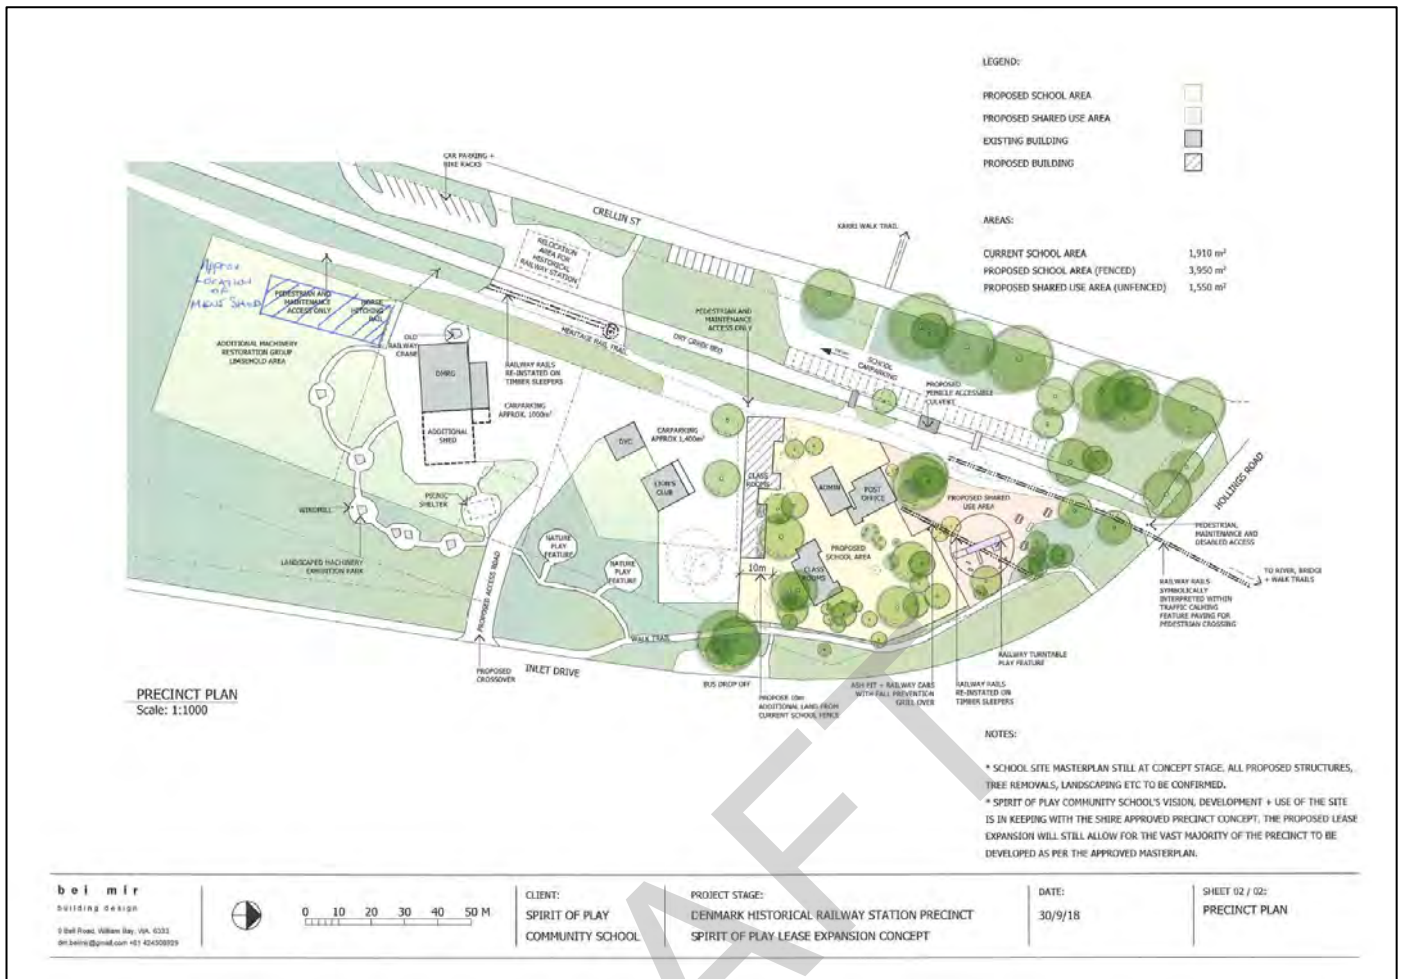 LEGEND:
PROPOSED SCHOOL AREA
PROPOSED SHARED USE AREA
EXISTING BUILDING
PROPOSED BUILDING
AREAS:
CURRENT SCHOOL AREA 1,910 m²
PROPOSED SCHOOL AREA (FENCED) 3,950 m²
PROPOSED SHARED USE AREA (UNFENCED) 1,550 m²
CAR PARKING +
BIKE RACKS
CRELLIN ST
KARRI WALK TRAIL
RELOCATION
AREA FOR
HISTORICAL
RAILWAY STATION
Approx
LOCATION
OF
MENS SHED
PEDESTRIAN AND
MAINTENANCE
ACCESS ONLY
HORSE
HITCHING
RAIL
ADDITIONAL MACHINERY
RESTORATION GROUP
LEASEHOLD AREA
OLD
RAILWAY
CRANE
DMRG
ADDITIONAL
SHED
RAILWAY RAILS
RE-INSTATED ON
TIMBER SLEEPERS
HERITAGE RAIL TRAIL
DRY CREEK BED
PEDESTRIAN AND
MAINTENANCE
ACCESS ONLY
SCHOOL
CARPARKING
PROPOSED
VEHICLE ACCESSIBLE
CULVERT
CARPARKING
APPROX. 1000m²
CARPARKING
APPROX 1,400m²
LION'S
CLUB
CLASS
ROOMS
ADMIN
POST
OFFICE
PROPOSED SHARED
USE AREA
HOLLINGS ROAD
PICNIC
SHELTER
WINDMILL
LANDSCAPED MACHINERY
EXHIBITION PARK
NATURE
PLAY
FEATURE
NATURE
PLAY
FEATURE
PROPOSED
SCHOOL AREA
CLASS
ROOMS
10m
PEDESTRIAN,
MAINTENANCE AND
DISABLED ACCESS
TO RIVER, BRIDGE
+ WALK TRAILS
RAILWAY RAILS
SYMBOLICALLY
INTERPRETED WITHIN
TRAFFIC CALMING
FEATURE PAVING FOR
PEDESTRIAN CROSSING
PROPOSED ACCESS ROAD
WALK TRAIL
PROPOSED
CROSSOVER
INLET DRIVE
BUS DROP OFF
PROPOSE 10m
ADDITIONAL LAND FROM
CURRENT SCHOOL FENCE
ASH PIT + RAILWAY CARS
WITH FALL PREVENTION
GRILL OVER
RAILWAY RAILS
RE-INSTATED ON
TIMBER SLEEPERS
RAILWAY TURNTABLE
PLAY FEATURE
PRECINCT PLAN
Scale: 1:1000
NOTES:
* SCHOOL SITE MASTERPLAN STILL AT CONCEPT STAGE. ALL PROPOSED STRUCTURES,
TREE REMOVALS, LANDSCAPING ETC TO BE CONFIRMED.
* SPIRIT OF PLAY COMMUNITY SCHOOL'S VISION, DEVELOPMENT + USE OF THE SITE
IS IN KEEPING WITH THE SHIRE APPROVED PRECINCT CONCEPT. THE PROPOSED LEASE
EXPANSION WILL STILL ALLOW FOR THE VAST MAJORITY OF THE PRECINCT TO BE
DEVELOPED AS PER THE APPROVED MASTERPLAN.
bei mir
building design
0 10 20 30 40 50 M
CLIENT:
SPIRIT OF PLAY
COMMUNITY SCHOOL
PROJECT STAGE:
DENMARK HISTORICAL RAILWAY STATION PRECINCT
SPIRIT OF PLAY LEASE EXPANSION CONCEPT
DATE:
30/9/18
SHEET 02 / 02:
PRECINCT PLAN